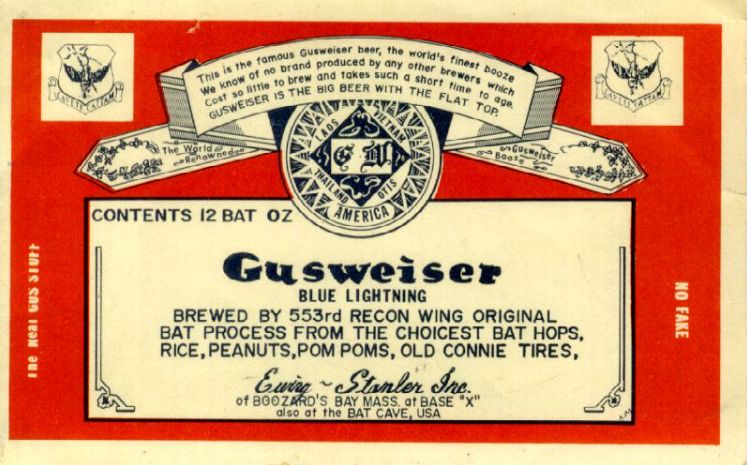 This is the famous Gusweiser beer, the world's finest booze
We know of no brand produced by any other brewers which
Cost so little to brew and takes such a short time to age.
GUSWEISER IS THE BIG BEER WITH THE FLAT TOP.
The World
Renowned
Gusweiser
Booze
LAOS
VIETNAM
G W
THAILAND
OTIS
AMERICA
CONTENTS 12 BAT OZ
Gusweiser
BLUE LIGHTNING
BREWED BY 553rd RECON WING ORIGINAL
BAT PROCESS FROM THE CHOICEST BAT HOPS,
RICE, PEANUTS, POM POMS, OLD CONNIE TIRES,
Ewing ~ Stanler Inc.
of BOOZARD'S BAY MASS. at BASE "X"
also at the BAT CAVE, USA
The Real GUS STUFF
NO FAKE